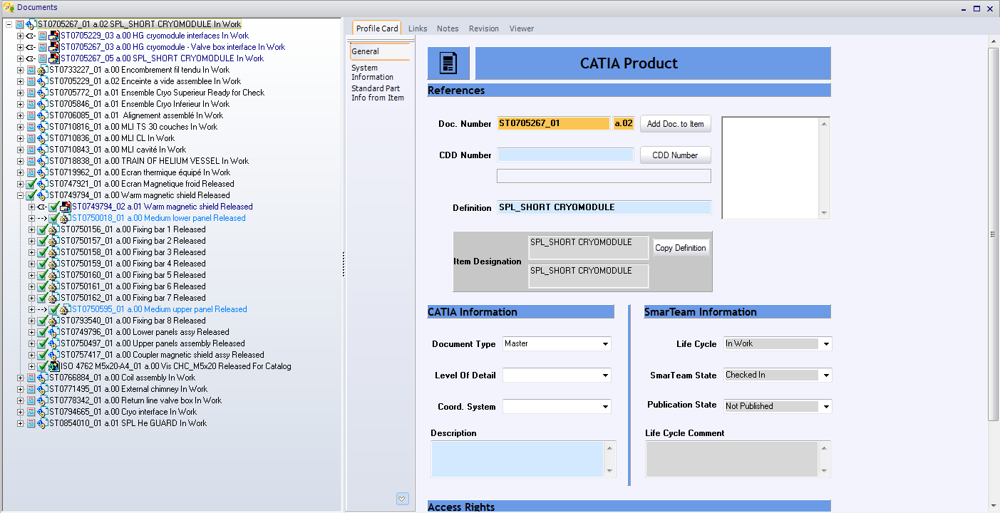 Documents
ST0705267_01 a.02 SPL_SHORT CRYOMODULE In Work
ST0705229_03 a.00 HG cryomodule interfaces In Work
ST0705267_03 a.00 HG cryomodule - Valve box interface In Work
ST0705267_05 a.00 SPL_SHORT CRYOMODULE In Work
ST0733227_01 a.00 Encombrement fil tendu In Work
ST0705229_01 a.02 Enceinte a vide assemblee In Work
ST0705772_01 a.01 Ensemble Cryo Superieur Ready for Check
ST0705846_01 a.01 Ensemble Cryo Inferieur In Work
ST0706085_01 a.01  Alignement assemblé In Work
ST0710816_01 a.00 MLI TS 30 couches In Work
ST0710836_01 a.00 MLI CL In Work
ST0710843_01 a.00 MLI cavité In Work
ST0718838_01 a.00 TRAIN OF HELIUM VESSEL In Work
ST0719962_01 a.00 Ecran thermique équipé In Work
ST0747921_01 a.00 Ecran Magnetique froid Released
ST0749794_01 a.00 Warm magnetic shield Released
ST0749794_02 a.01 Warm magnetic shield Released
ST0750018_01 a.00 Medium lower panel Released
ST0750156_01 a.00 Fixing bar 1 Released
ST0750157_01 a.00 Fixing bar 2 Released
ST0750158_01 a.00 Fixing bar 3 Released
ST0750159_01 a.00 Fixing bar 4 Released
ST0750160_01 a.00 Fixing bar 5 Released
ST0750161_01 a.00 Fixing bar 6 Released
ST0750162_01 a.00 Fixing bar 7 Released
ST0750595_01 a.00 Medium upper panel Released
ST0793540_01 a.00 Fixing bar 8 Released
ST0749796_01 a.00 Lower panels assy Released
ST0750497_01 a.00 Upper panels assembly Released
ST0757417_01 a.00 Coupler magnetic shield assy Released
ISO 4762 M5x20-A4_01 a.00 Vis CHC_M5x20 Released For Catalog
ST0766884_01 a.00 Coil assembly In Work
ST0771495_01 a.00 External chimney In Work
ST0778342_01 a.00 Return line valve box In Work
ST0794665_01 a.00 Cryo interface In Work
ST0854010_01 a.01 SPL He GUARD In Work
Profile Card Links Notes Revision Viewer
General
System
Information
Standard Part
Info from Item
CATIA Product
References
Doc. Number ST0705267_01 a.02 Add Doc. to Item
CDD Number CDD Number
Definition SPL_SHORT CRYOMODULE
SPL_SHORT CRYOMODULE
Item Designation Copy Definition
SPL_SHORT CRYOMODULE
CATIA Information
Document Type Master
Level Of Detail
Coord. System
Description
SmarTeam Information
Life Cycle In Work
SmarTeam State Checked In
Publication State Not Published
Life Cycle Comment
Access Rights